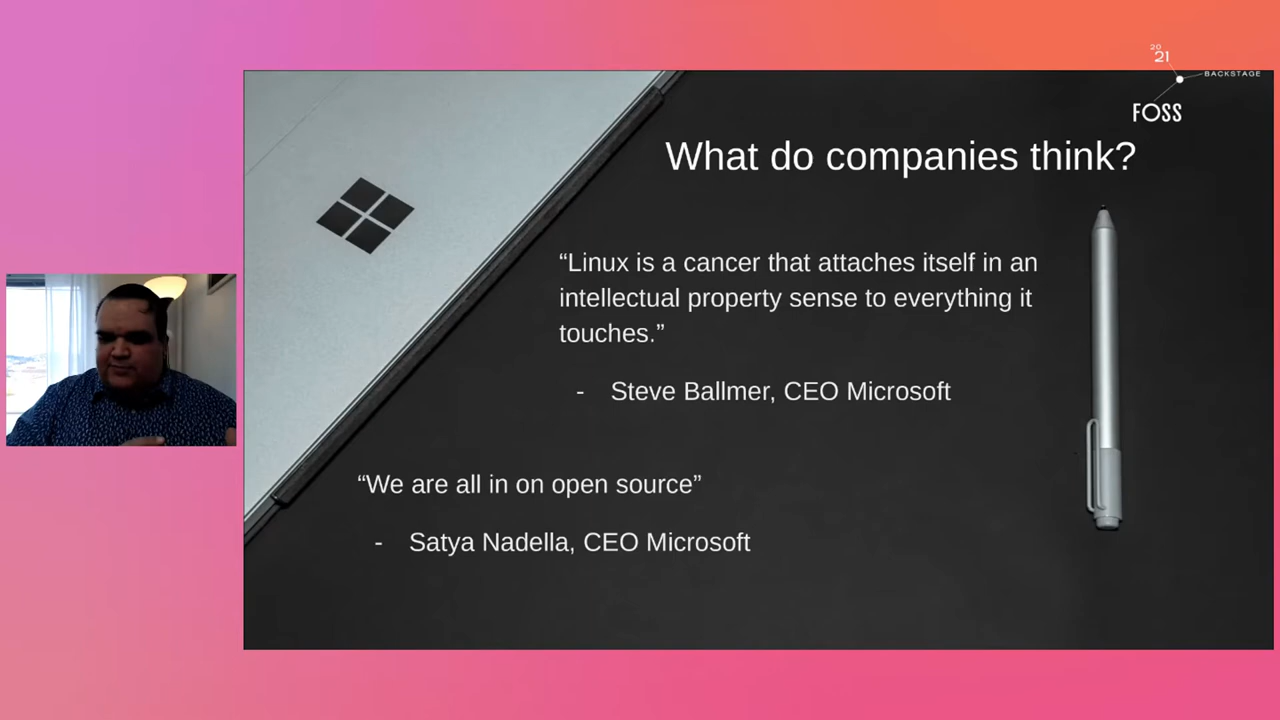 20
21
BACKSTAGE
FOSS
What do companies think?
“Linux is a cancer that attaches itself in an
intellectual property sense to everything it
touches.”
- Steve Ballmer, CEO Microsoft
“We are all in on open source”
- Satya Nadella, CEO Microsoft